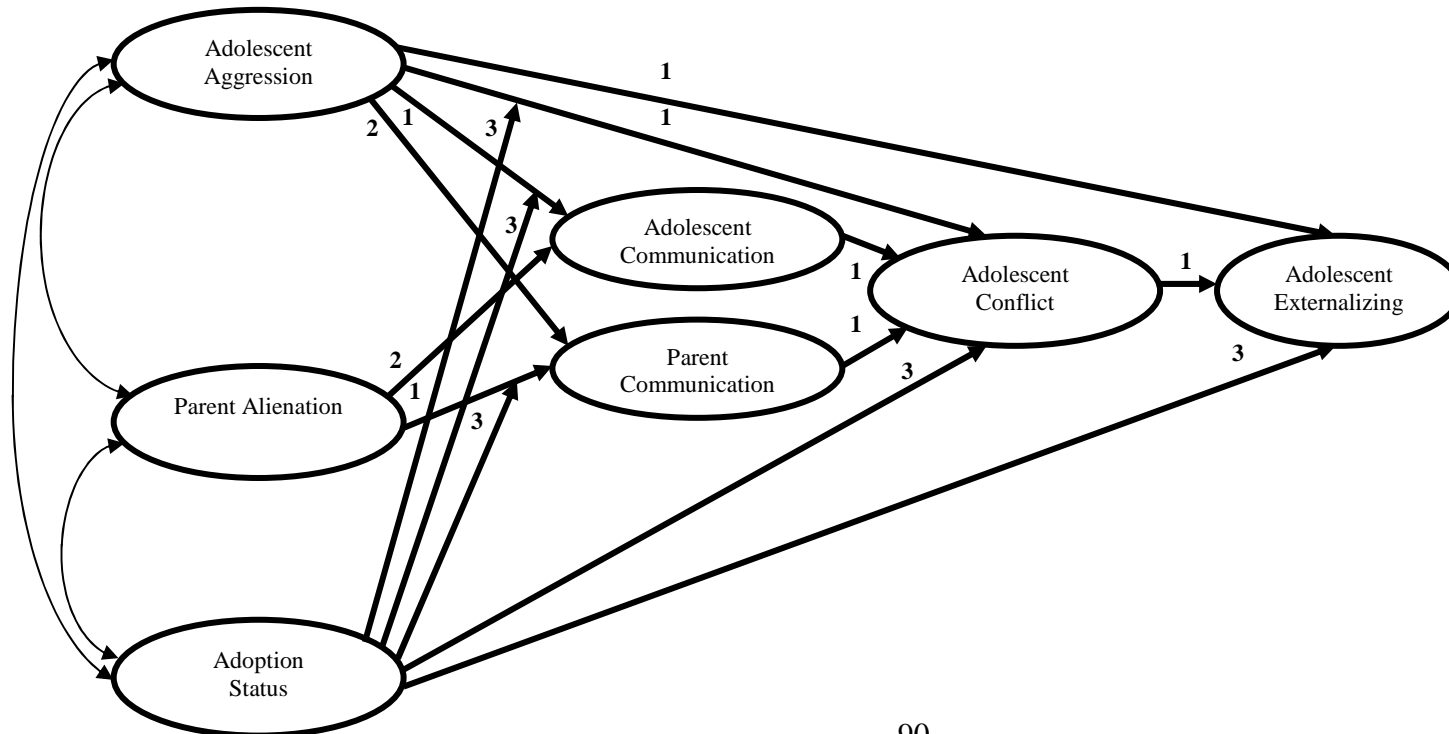 Adolescent
Aggression
1
1
2
1
3
3
Adolescent
Communication
1
Adolescent
Conflict
1
Adolescent
Externalizing
Parent Alienation
2
1
3
Parent
Communication
1
3
3
Adoption
Status
90